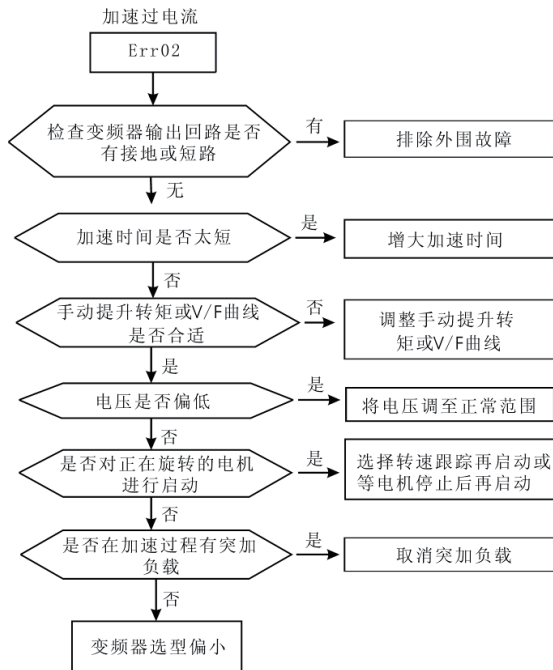 加速过电流
Err02
检查变频器输出回路是否
有接地或短路
有
排除外围故障
无
加速时间是否太短
是
增大加速时间
否
手动提升转矩或V/F曲线
是否合适
否
调整手动提升转
矩或V/F曲线
是
电压是否偏低
是
将电压调至正常范围
否
是否对正在旋转的电机
进行启动
是
选择转速跟踪再启动或
等电机停止后再启动
否
是否在加速过程有突加
负载
是
取消突加负载
否
变频器选型偏小